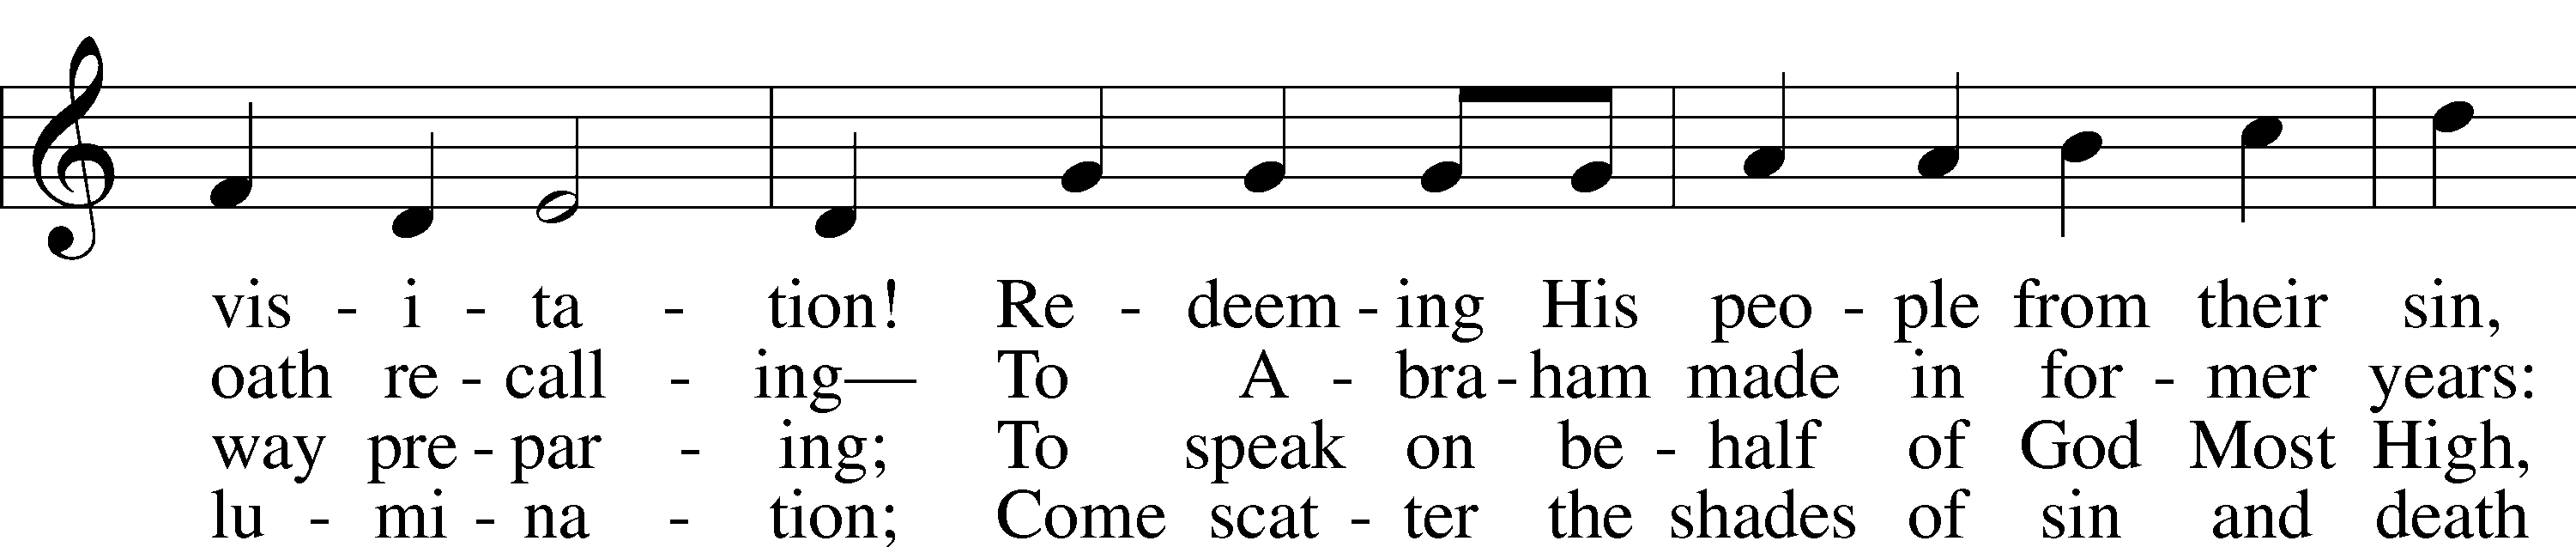 vis - i - ta - tion! Re - deem - ing His peo - ple from their sin,
oath re - call - ing— To A - bra - ham made in for - mer years:
way pre - par - ing; To speak on be - half of God Most High,
lu - mi - na - tion; Come scat - ter the shades of sin and death